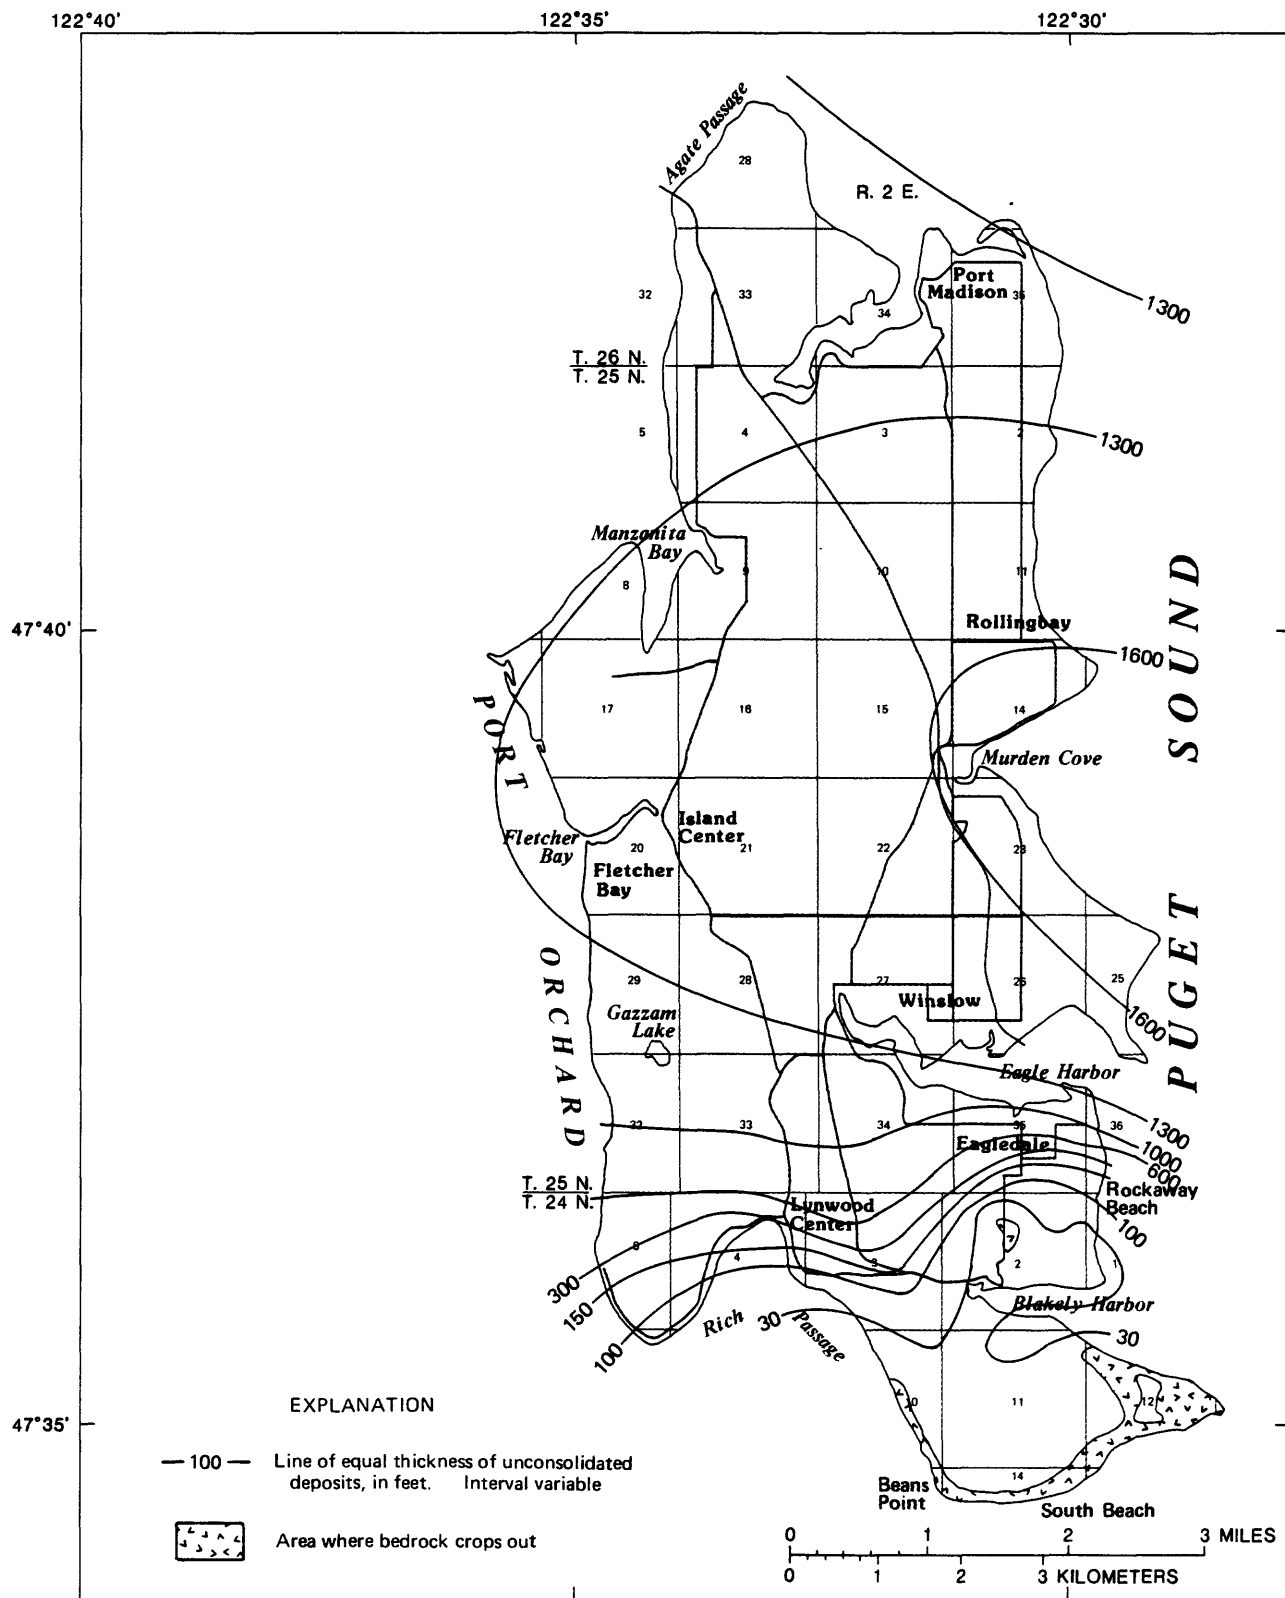 122°40'
122°35'
122°30'
Agate Passage
28
R. 2 E.
Port
Madison
32
33
34
35
1300
T. 26 N.
T. 25 N.
5
4
3
2
1300
Manzanita
Bay
8
9
10
11
47°40'
Rollingbay
1600
17
16
15
14
PORT
ORCHARD
PUGET SOUND
Murden Cove
Island
Center
Fletcher
Bay
20
21
22
23
Fletcher
Bay
29
28
27
26
25
Winslow
Gazzam
Lake
1600
Eagle Harbor
32
33
34
35
36
1300
Eagledale
1000
600
T. 25 N.
T. 24 N.
Rockaway
Beach
Lynwood
Center
100
4
3
2
1
300
150
100
Rich
Passage
30
Blakely Harbor
30
10
11
12
47°35'
14
Beans
Point
South Beach
EXPLANATION
100
Line of equal thickness of unconsolidated
deposits, in feet. Interval variable
Area where bedrock crops out
0 1 2 3 MILES
0 1 2 3 KILOMETERS